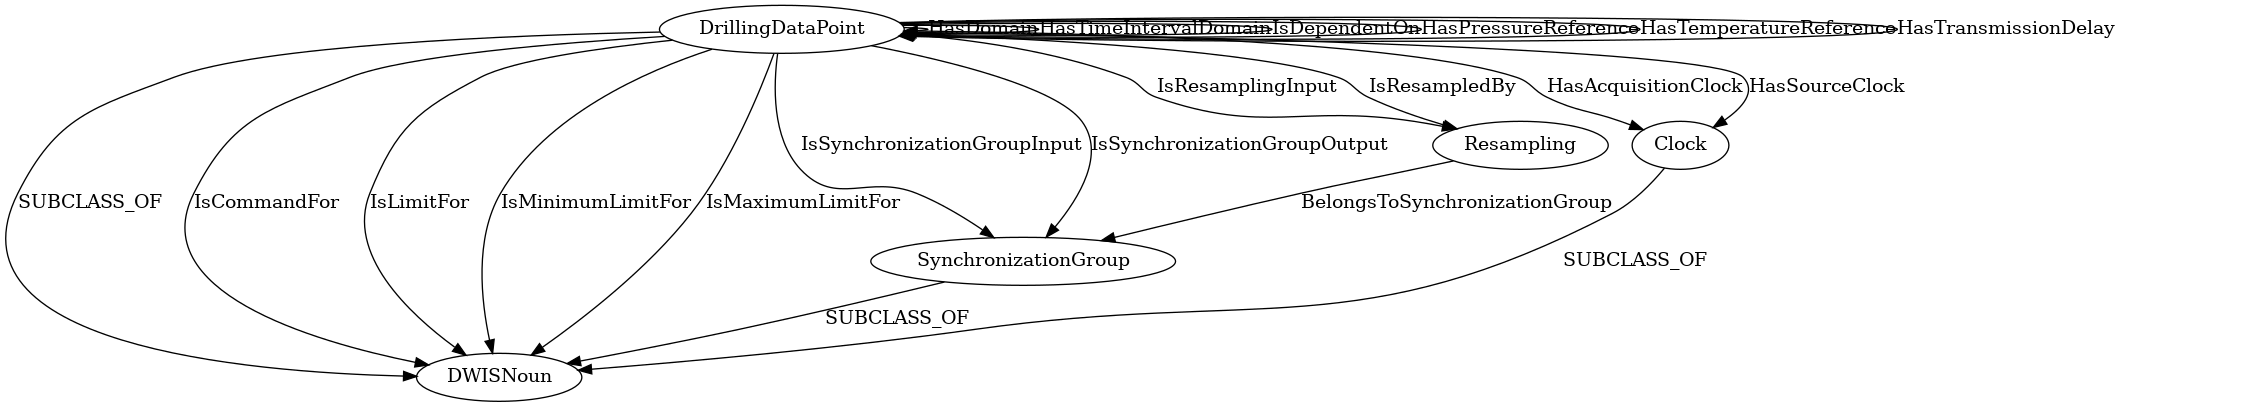 DrillingDataPoint
HasDomain
HasTimeIntervalDomain
IsDependentOn
HasPressureReference
HasTemperatureReference
HasTransmissionDelay
IsResamplingInput
IsResampledBy
HasAcquisitionClock
HasSourceClock
IsSynchronizationGroupInput
IsSynchronizationGroupOutput
Resampling
Clock
SUBCLASS_OF
IsCommandFor
IsLimitFor
IsMinimumLimitFor
IsMaximumLimitFor
BelongsToSynchronizationGroup
SynchronizationGroup
SUBCLASS_OF
SUBCLASS_OF
DWISNoun